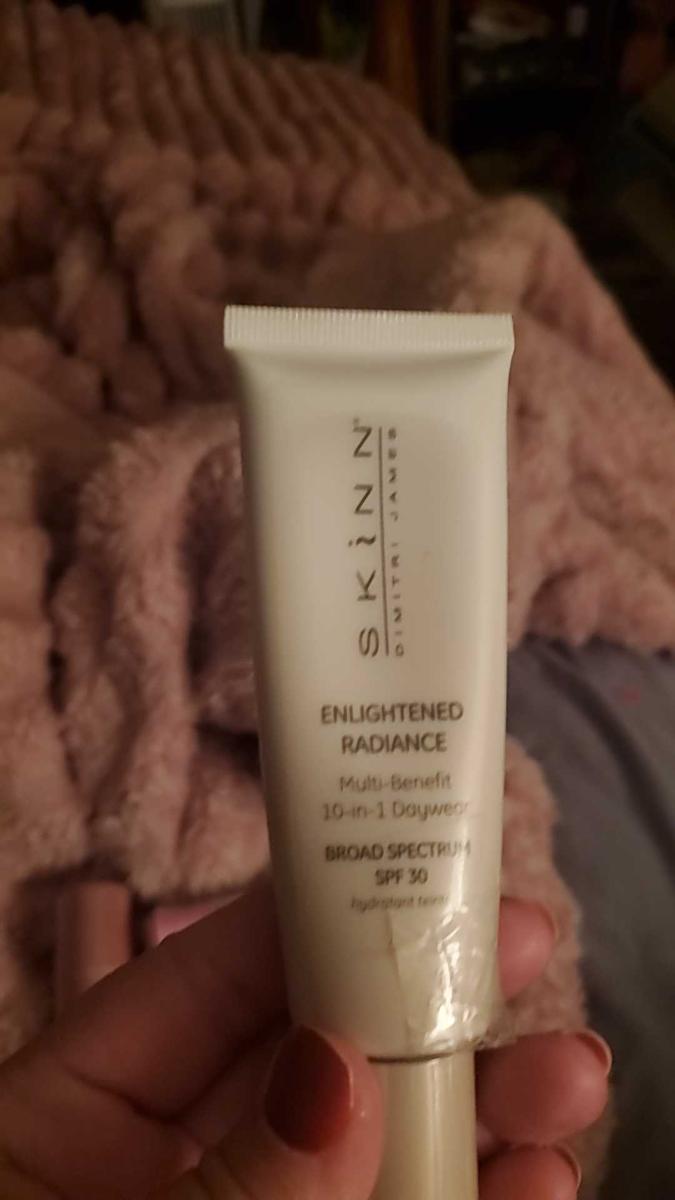 SKiNN
DIMITRI JAMES
ENLIGHTENED
RADIANCE
Multi-Benefit
10-in-1 Daywear
BROAD SPECTRUM
SPF 30
hydratant teinté